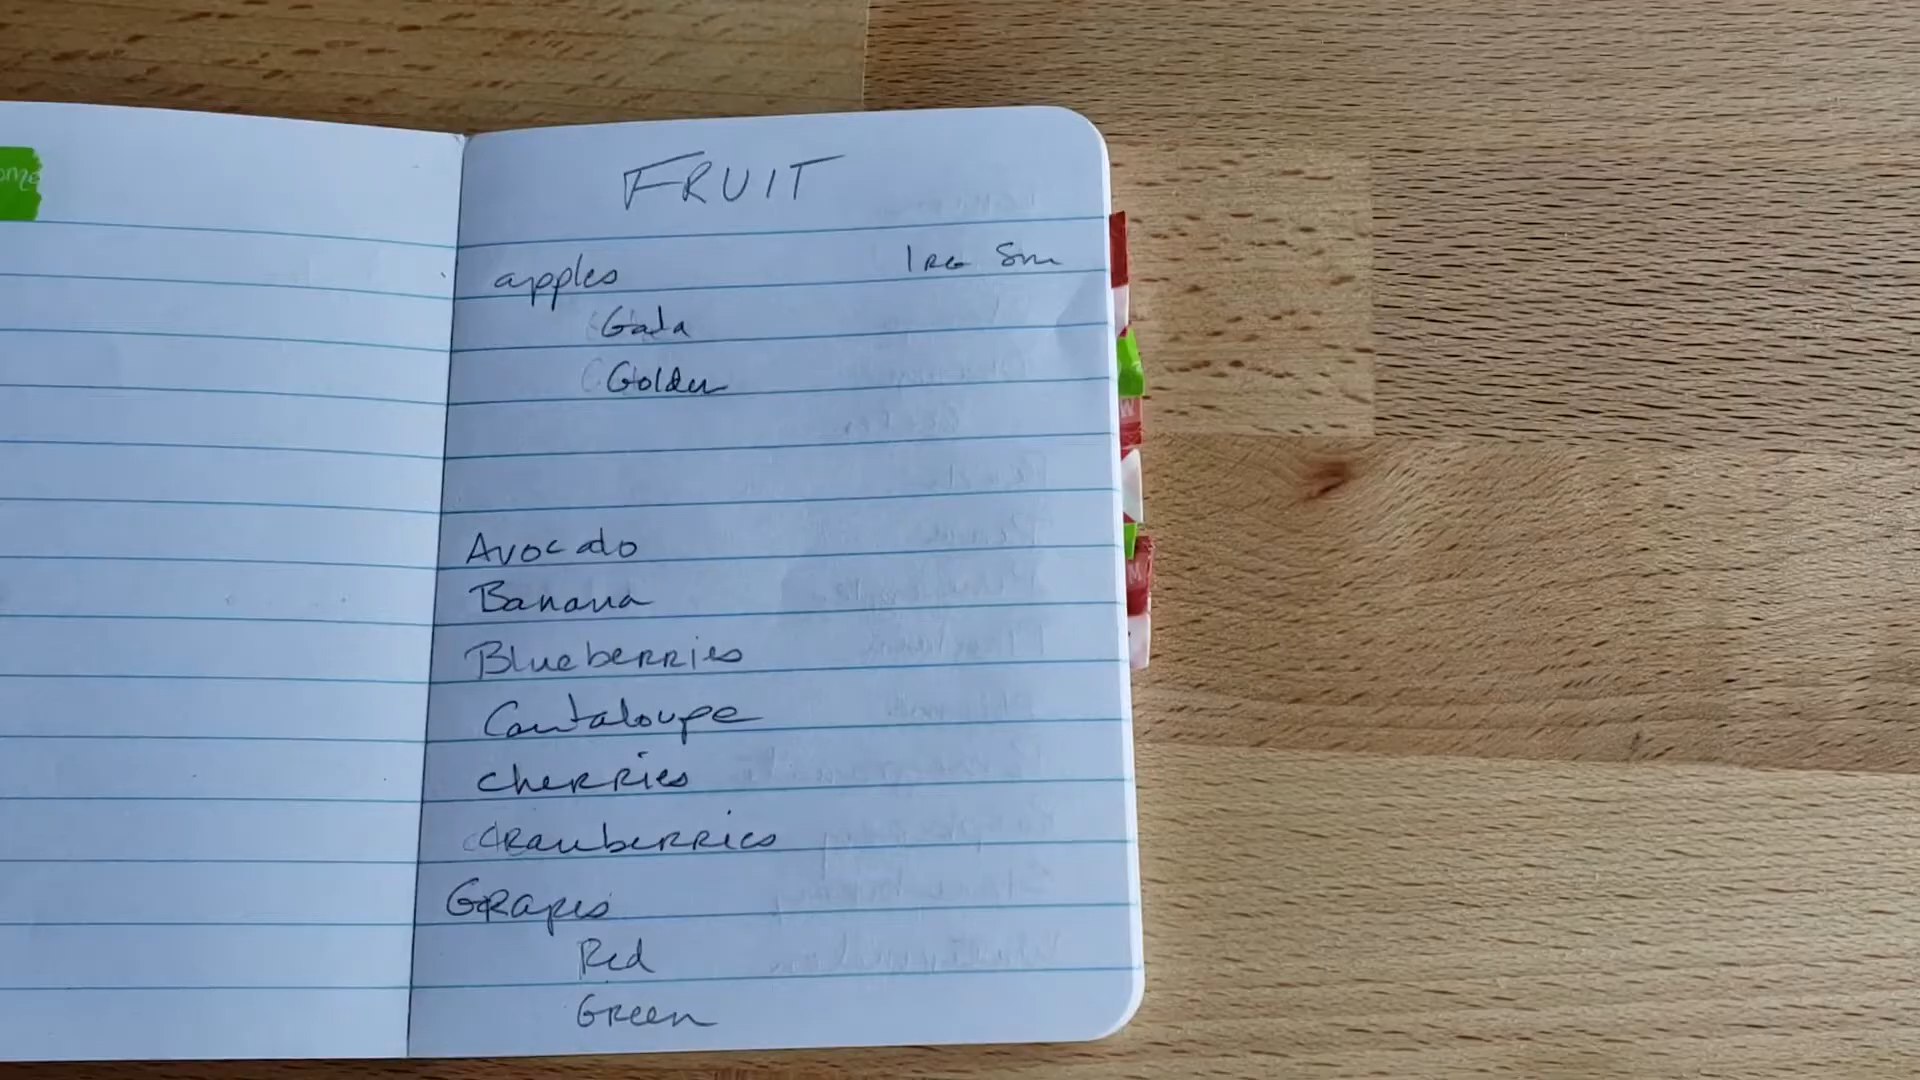 FRUIT
apples lRG Sm
Gala
Golden
Avocado
Banana
Blueberries
Cantaloupe
cherries
cRanberries
GRapes
Red
GReen
W
M